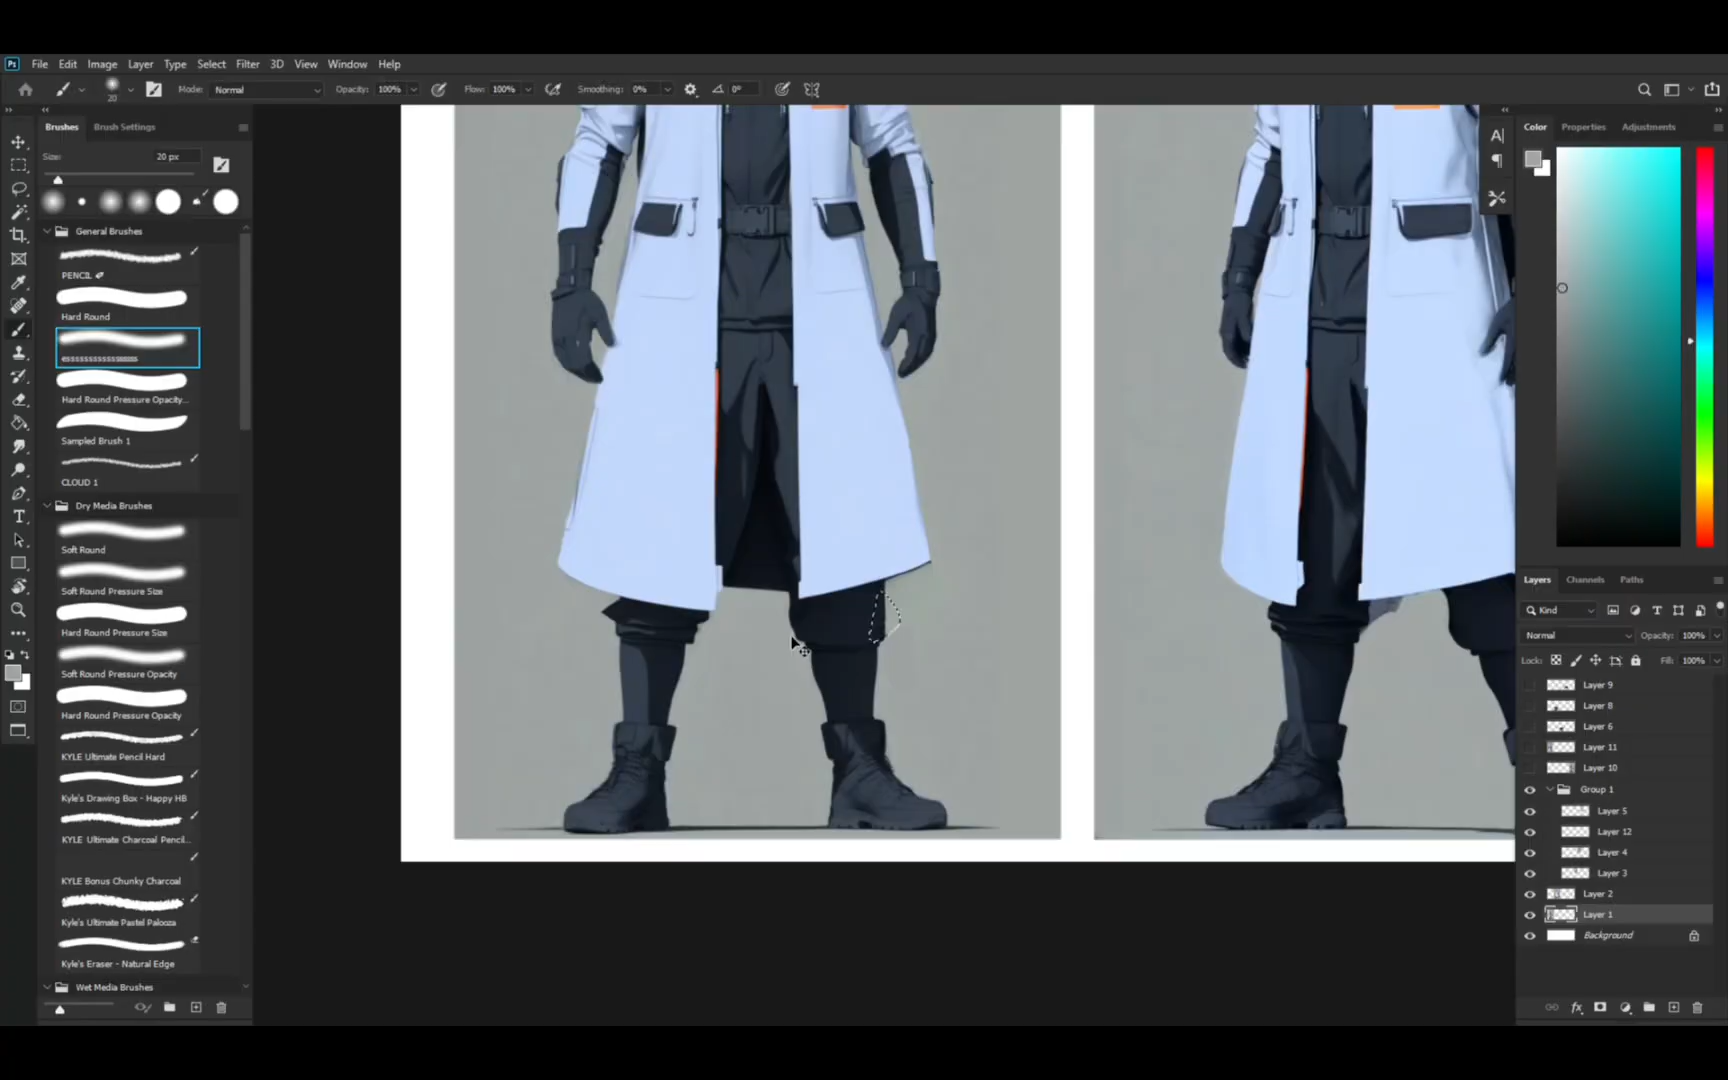 Ps File Edit Image Layer Type Select Filter 3D View Window Help
20 Mode: Normal Opacity: 100% Flow: 100% Smoothing: 0% 0°
Brushes Brush Settings
Size: 20 px
General Brushes
PENCIL
Hard Round
Hard Round Pressure Opacity...
Sampled Brush 1
CLOUD 1
Dry Media Brushes
Soft Round
Soft Round Pressure Size
Hard Round Pressure Size
Soft Round Pressure Opacity
Hard Round Pressure Opacity
KYLE Ultimate Pencil Hard
Kyle's Drawing Box - Happy HB
KYLE Ultimate Charcoal Pencil...
KYLE Bonus Chunky Charcoal
Kyle's Ultimate Pastel Palooza
Kyle's Eraser - Natural Edge
Wet Media Brushes
Color Properties Adjustments
Layers Channels Paths
Kind
Normal Opacity: 100%
Lock: Fill: 100%
Layer 9
Layer 8
Layer 6
Layer 11
Layer 10
Group 1
Layer 5
Layer 12
Layer 4
Layer 3
Layer 2
Layer 1
Background